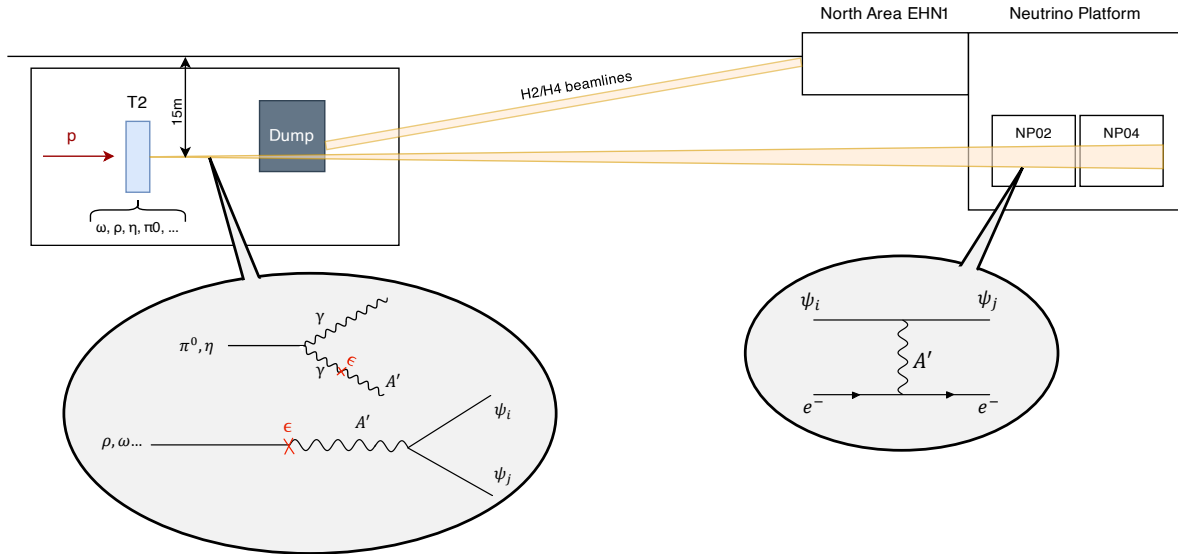 North Area EHN1
Neutrino Platform
H2/H4 beamlines
15m
T2
p
Dump
NP02
NP04
ω, ρ, η, π0, ...
γ
π⁰, η
γ
ϵ
A′
ϵ
A′
ρ, ω...
ψᵢ
ψⱼ
ψᵢ
ψⱼ
A′
e⁻
e⁻